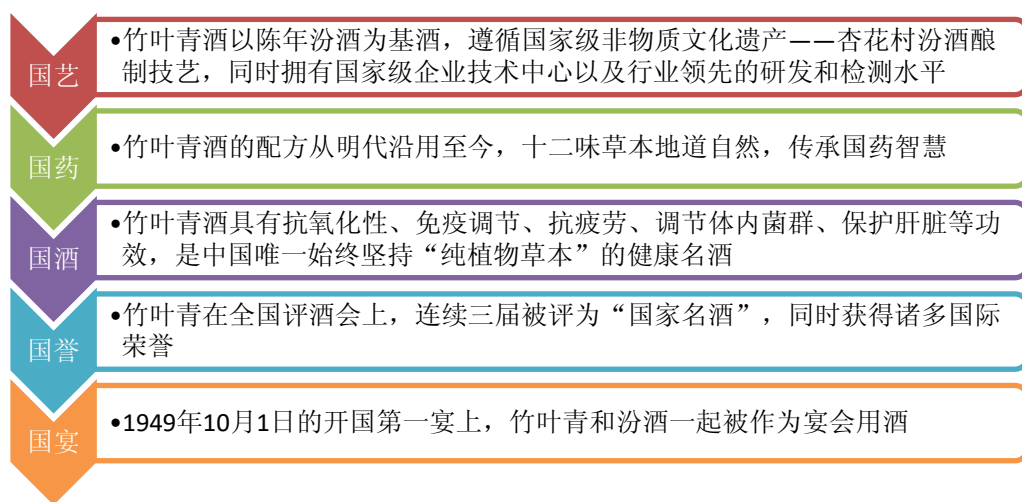 国艺
•竹叶青酒以陈年汾酒为基酒，遵循国家级非物质文化遗产——杏花村汾酒酿
制技艺，同时拥有国家级企业技术中心以及行业领先的研发和检测水平
国药
•竹叶青酒的配方从明代沿用至今，十二味草本地道自然，传承国药智慧
国酒
•竹叶青酒具有抗氧化性、免疫调节、抗疲劳、调节体内菌群、保护肝脏等功
效，是中国唯一始终坚持“纯植物草本”的健康名酒
国誉
•竹叶青在全国评酒会上，连续三届被评为“国家名酒”，同时获得诸多国际
荣誉
国宴
•1949年10月1日的开国第一宴上，竹叶青和汾酒一起被作为宴会用酒